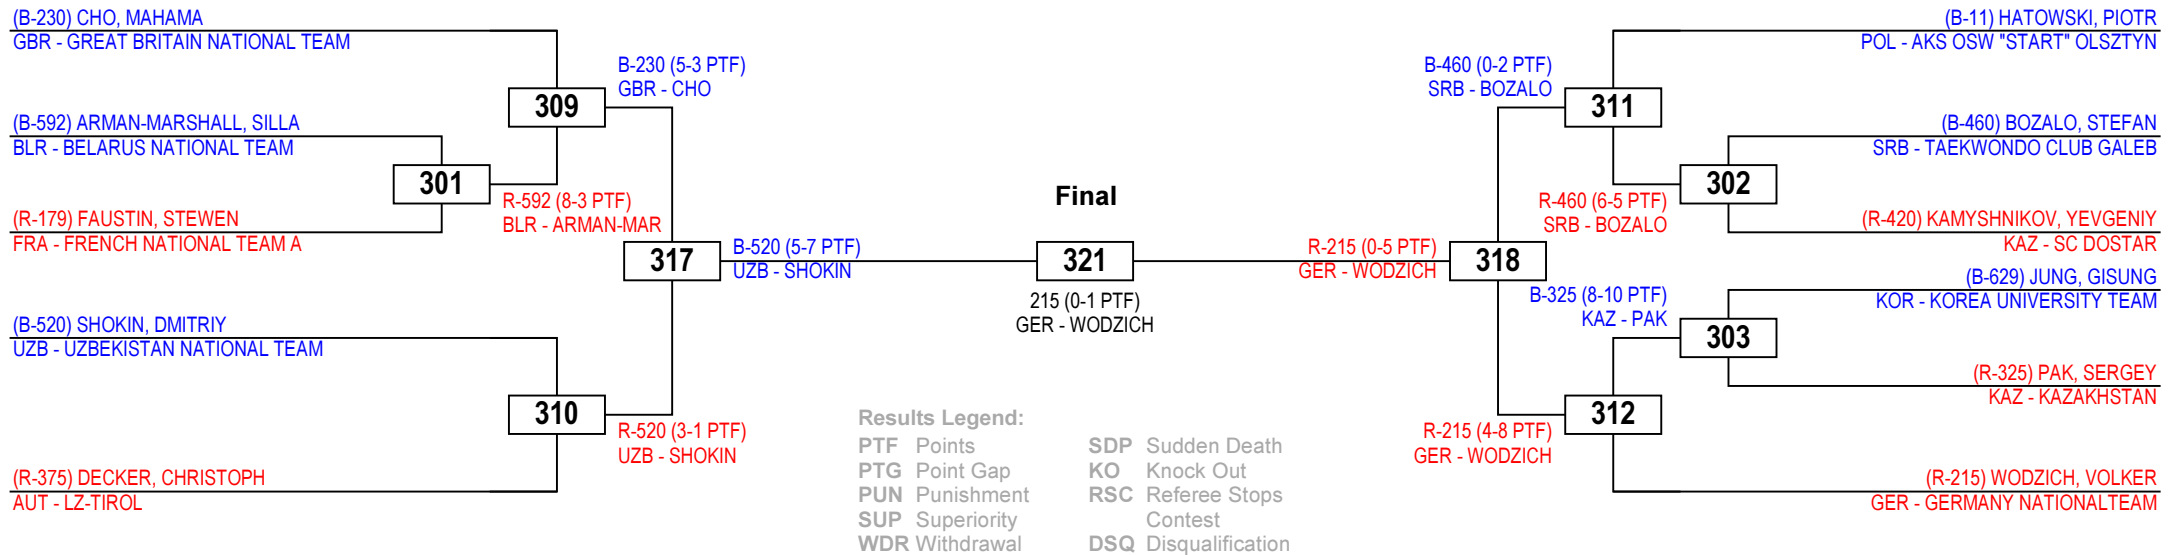 (B-230) CHO, MAHAMA
GBR - GREAT BRITAIN NATIONAL TEAM
B-230 (5-3 PTF)
GBR - CHO
309
(B-592) ARMAN-MARSHALL, SILLA
BLR - BELARUS NATIONAL TEAM
301
R-592 (8-3 PTF)
BLR - ARMAN-MAR
(R-179) FAUSTIN, STEWEN
FRA - FRENCH NATIONAL TEAM A
317
B-520 (5-7 PTF)
UZB - SHOKIN
(B-520) SHOKIN, DMITRIY
UZB - UZBEKISTAN NATIONAL TEAM
310
R-520 (3-1 PTF)
UZB - SHOKIN
(R-375) DECKER, CHRISTOPH
AUT - LZ-TIROL
Final
321
215 (0-1 PTF)
GER - WODZICH
(B-11) HATOWSKI, PIOTR
POL - AKS OSW "START" OLSZTYN
B-460 (0-2 PTF)
SRB - BOZALO
311
(B-460) BOZALO, STEFAN
SRB - TAEKWONDO CLUB GALEB
302
R-460 (6-5 PTF)
SRB - BOZALO
(R-420) KAMYSHNIKOV, YEVGENIY
KAZ - SC DOSTAR
R-215 (0-5 PTF)
GER - WODZICH
318
(B-629) JUNG, GISUNG
KOR - KOREA UNIVERSITY TEAM
B-325 (8-10 PTF)
KAZ - PAK
303
(R-325) PAK, SERGEY
KAZ - KAZAKHSTAN
312
R-215 (4-8 PTF)
GER - WODZICH
(R-215) WODZICH, VOLKER
GER - GERMANY NATIONALTEAM
Results Legend:
PTF Points
PTG Point Gap
PUN Punishment
SUP Superiority
WDR Withdrawal
SDP Sudden Death
KO Knock Out
RSC Referee Stops
Contest
DSQ Disqualification